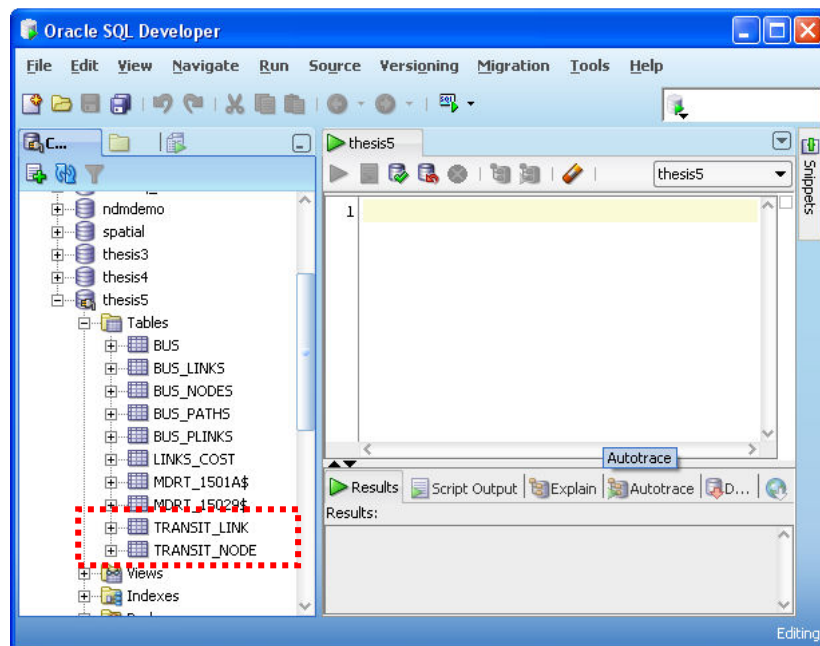 Oracle SQL Developer
File Edit View Navigate Run Source Versioning Migration Tools Help
C...
thesis5
thesis5
Snippets
1
ndmdemo
spatial
thesis3
thesis4
thesis5
Tables
BUS
BUS_LINKS
BUS_NODES
BUS_PATHS
BUS_PLINKS
LINKS_COST
MDRT_1501A$
MDRT_15029$
TRANSIT_LINK
TRANSIT_NODE
Views
Indexes
Autotrace
Results Script Output Explain Autotrace D...
Results:
Editing